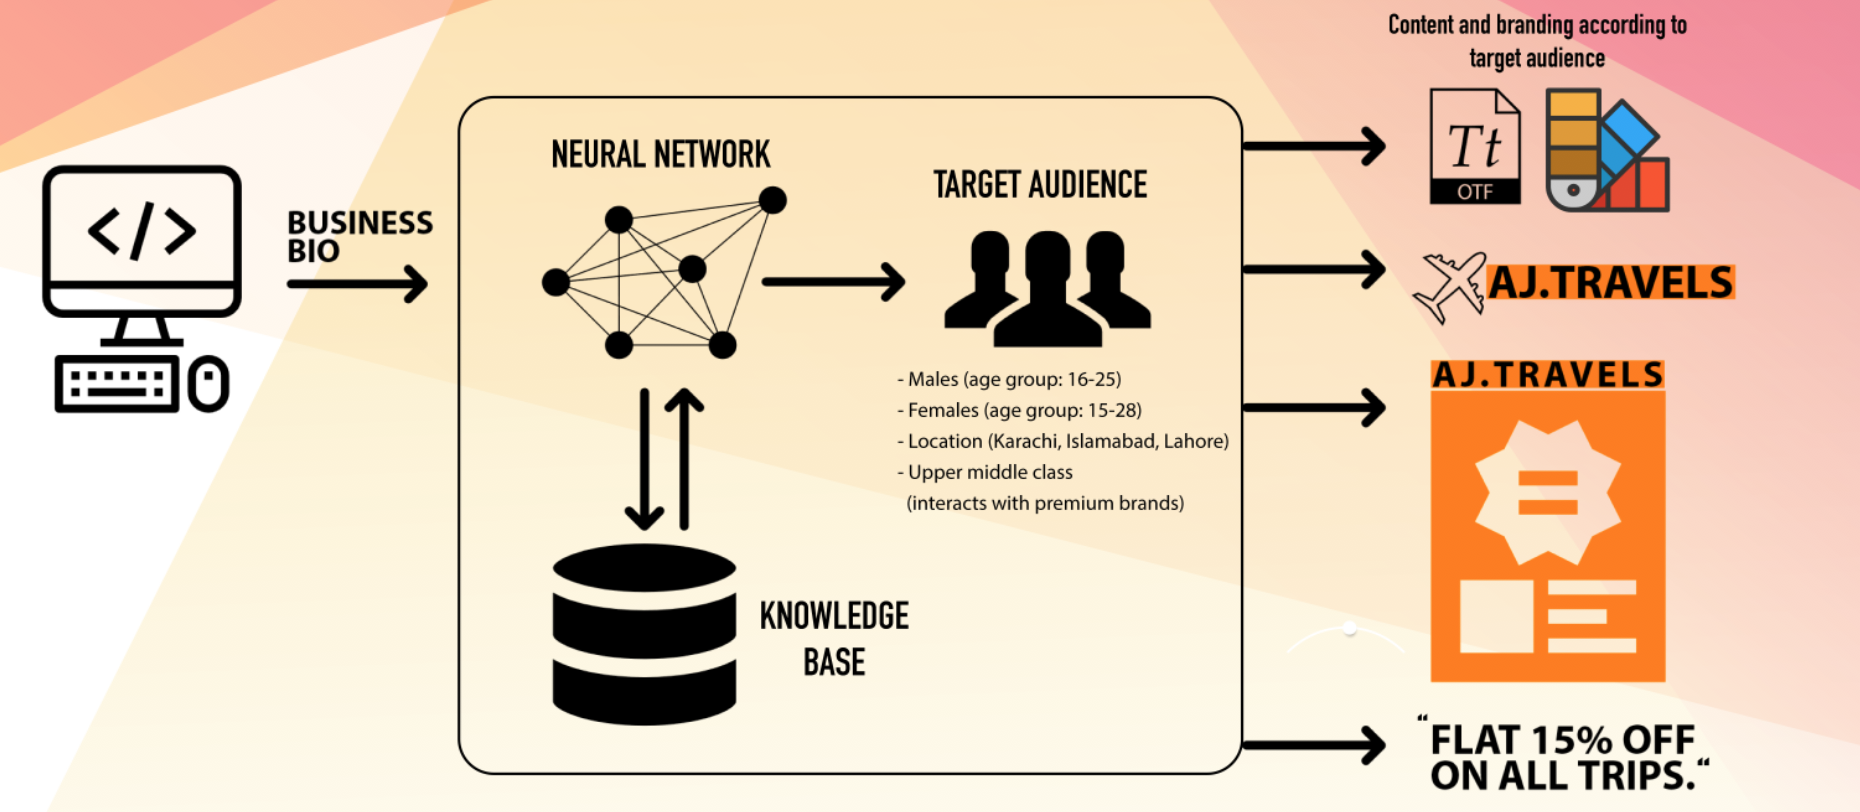 Content and branding according to
target audience
Tt
OTF
</>
BUSINESS
BIO
NEURAL NETWORK
TARGET AUDIENCE
- Males (age group: 16-25)
- Females (age group: 15-28)
- Location (Karachi, Islamabad, Lahore)
- Upper middle class
(interacts with premium brands)
KNOWLEDGE
BASE
AJ.TRAVELS
AJ.TRAVELS
“FLAT 15% OFF
ON ALL TRIPS.“